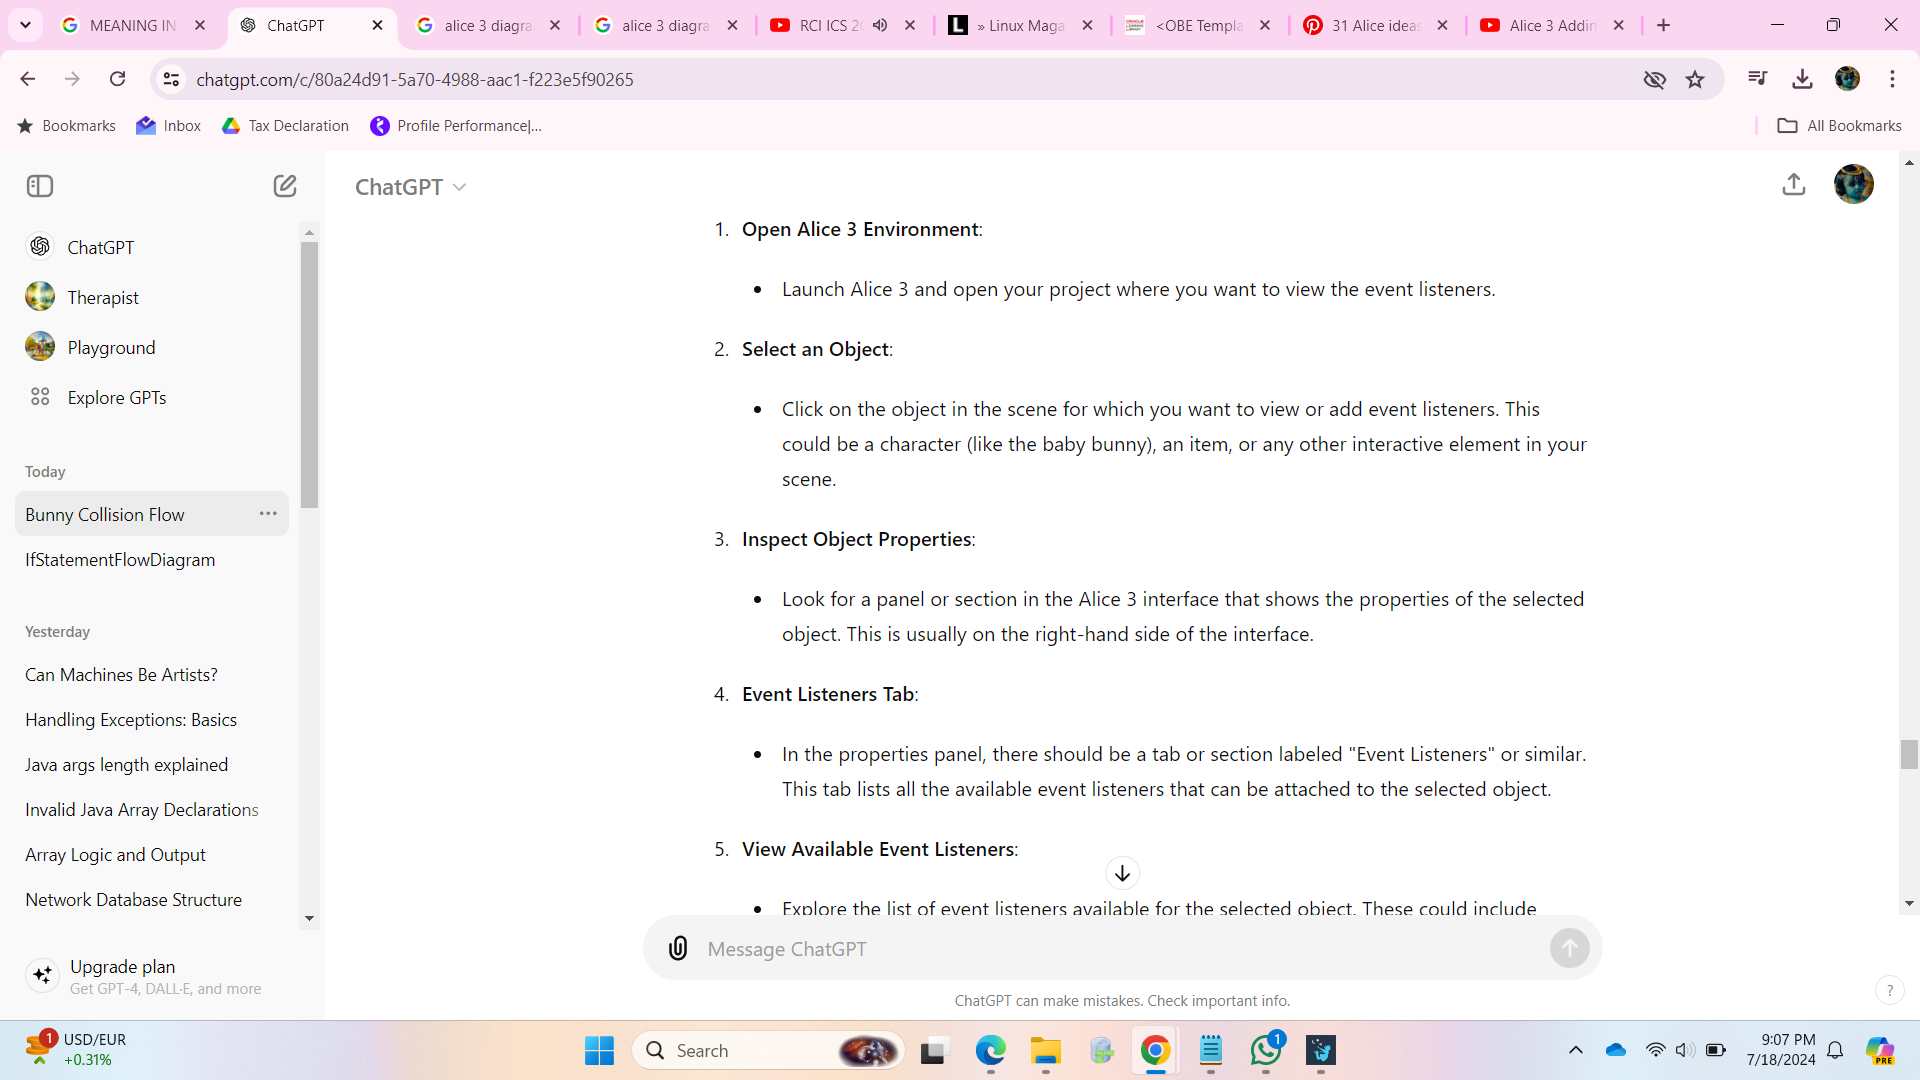 MEANING IN
ChatGPT
alice 3 diagra
alice 3 diagra
RCI ICS 20
» Linux Maga
<OBE Templa
31 Alice ideas
Alice 3 Addin
chatgpt.com/c/80a24d91-5a70-4988-aac1-f223e5f90265
Bookmarks
Inbox
Tax Declaration
Profile Performance|...
All Bookmarks
ChatGPT
ChatGPT
Therapist
Playground
Explore GPTs
Today
Bunny Collision Flow
IfStatementFlowDiagram
Yesterday
Can Machines Be Artists?
Handling Exceptions: Basics
Java args length explained
Invalid Java Array Declarations
Array Logic and Output
Network Database Structure
Upgrade plan
Get GPT-4, DALL·E, and more
1. Open Alice 3 Environment:
• Launch Alice 3 and open your project where you want to view the event listeners.
2. Select an Object:
• Click on the object in the scene for which you want to view or add event listeners. This
could be a character (like the baby bunny), an item, or any other interactive element in your
scene.
3. Inspect Object Properties:
• Look for a panel or section in the Alice 3 interface that shows the properties of the selected
object. This is usually on the right-hand side of the interface.
4. Event Listeners Tab:
• In the properties panel, there should be a tab or section labeled "Event Listeners" or similar.
This tab lists all the available event listeners that can be attached to the selected object.
5. View Available Event Listeners:
• Explore the list of event listeners available for the selected object. These could include
Message ChatGPT
ChatGPT can make mistakes. Check important info.
?
1
USD/EUR
+0.31%
Search
1
9:07 PM
7/18/2024
PRE